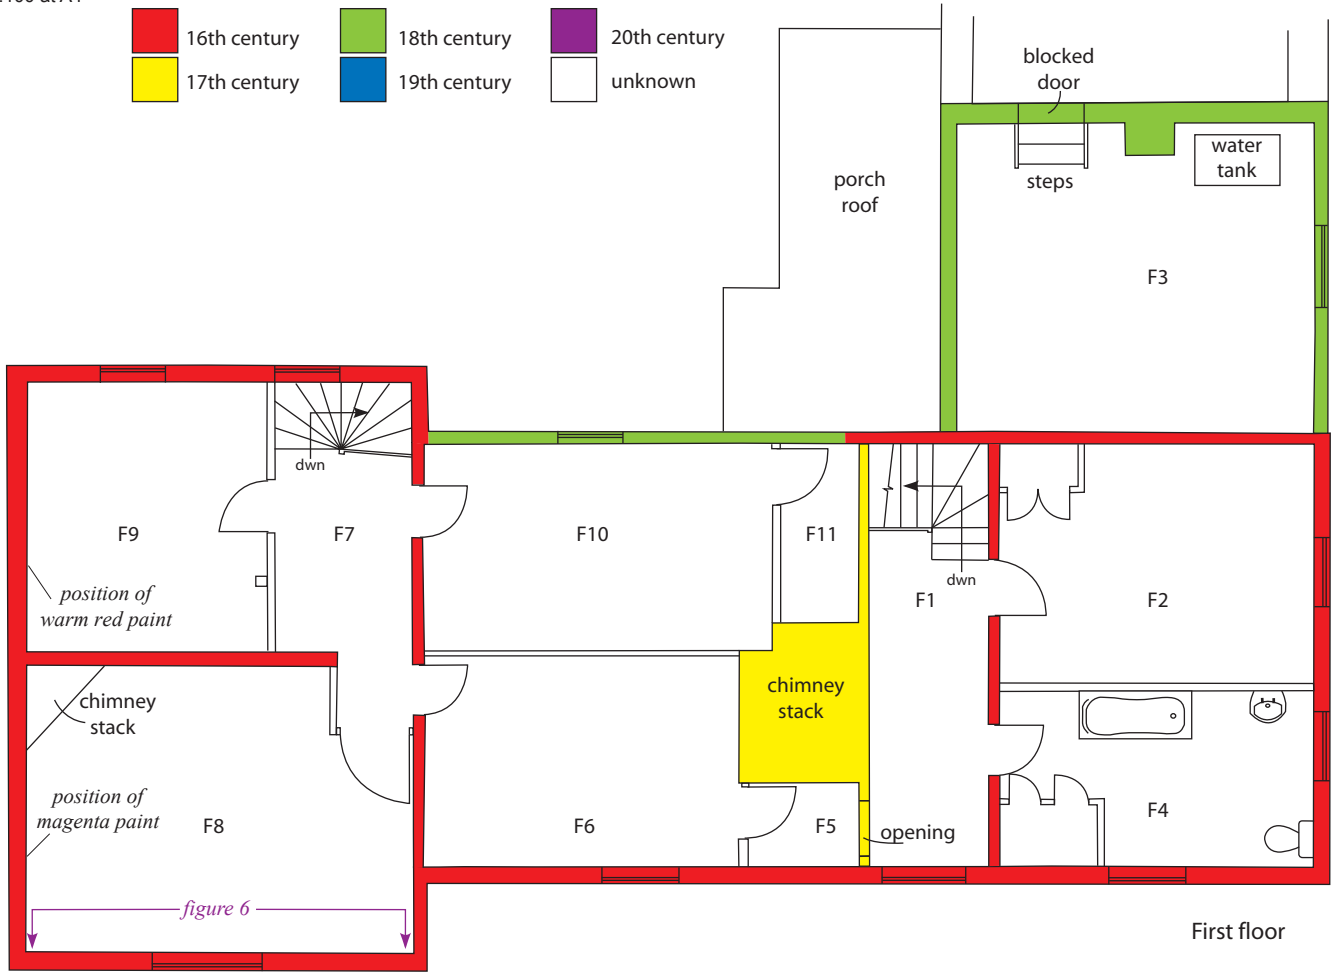 16th century
18th century
20th century
17th century
19th century
unknown
blocked
door
water
tank
steps
porch
roof
F3
dwn
F9
F7
F10
F11
dwn
F1
F2
position of
warm red paint
chimney
stack
chimney
stack
position of
magenta paint
F8
F6
F5
opening
F4
figure 6
First floor